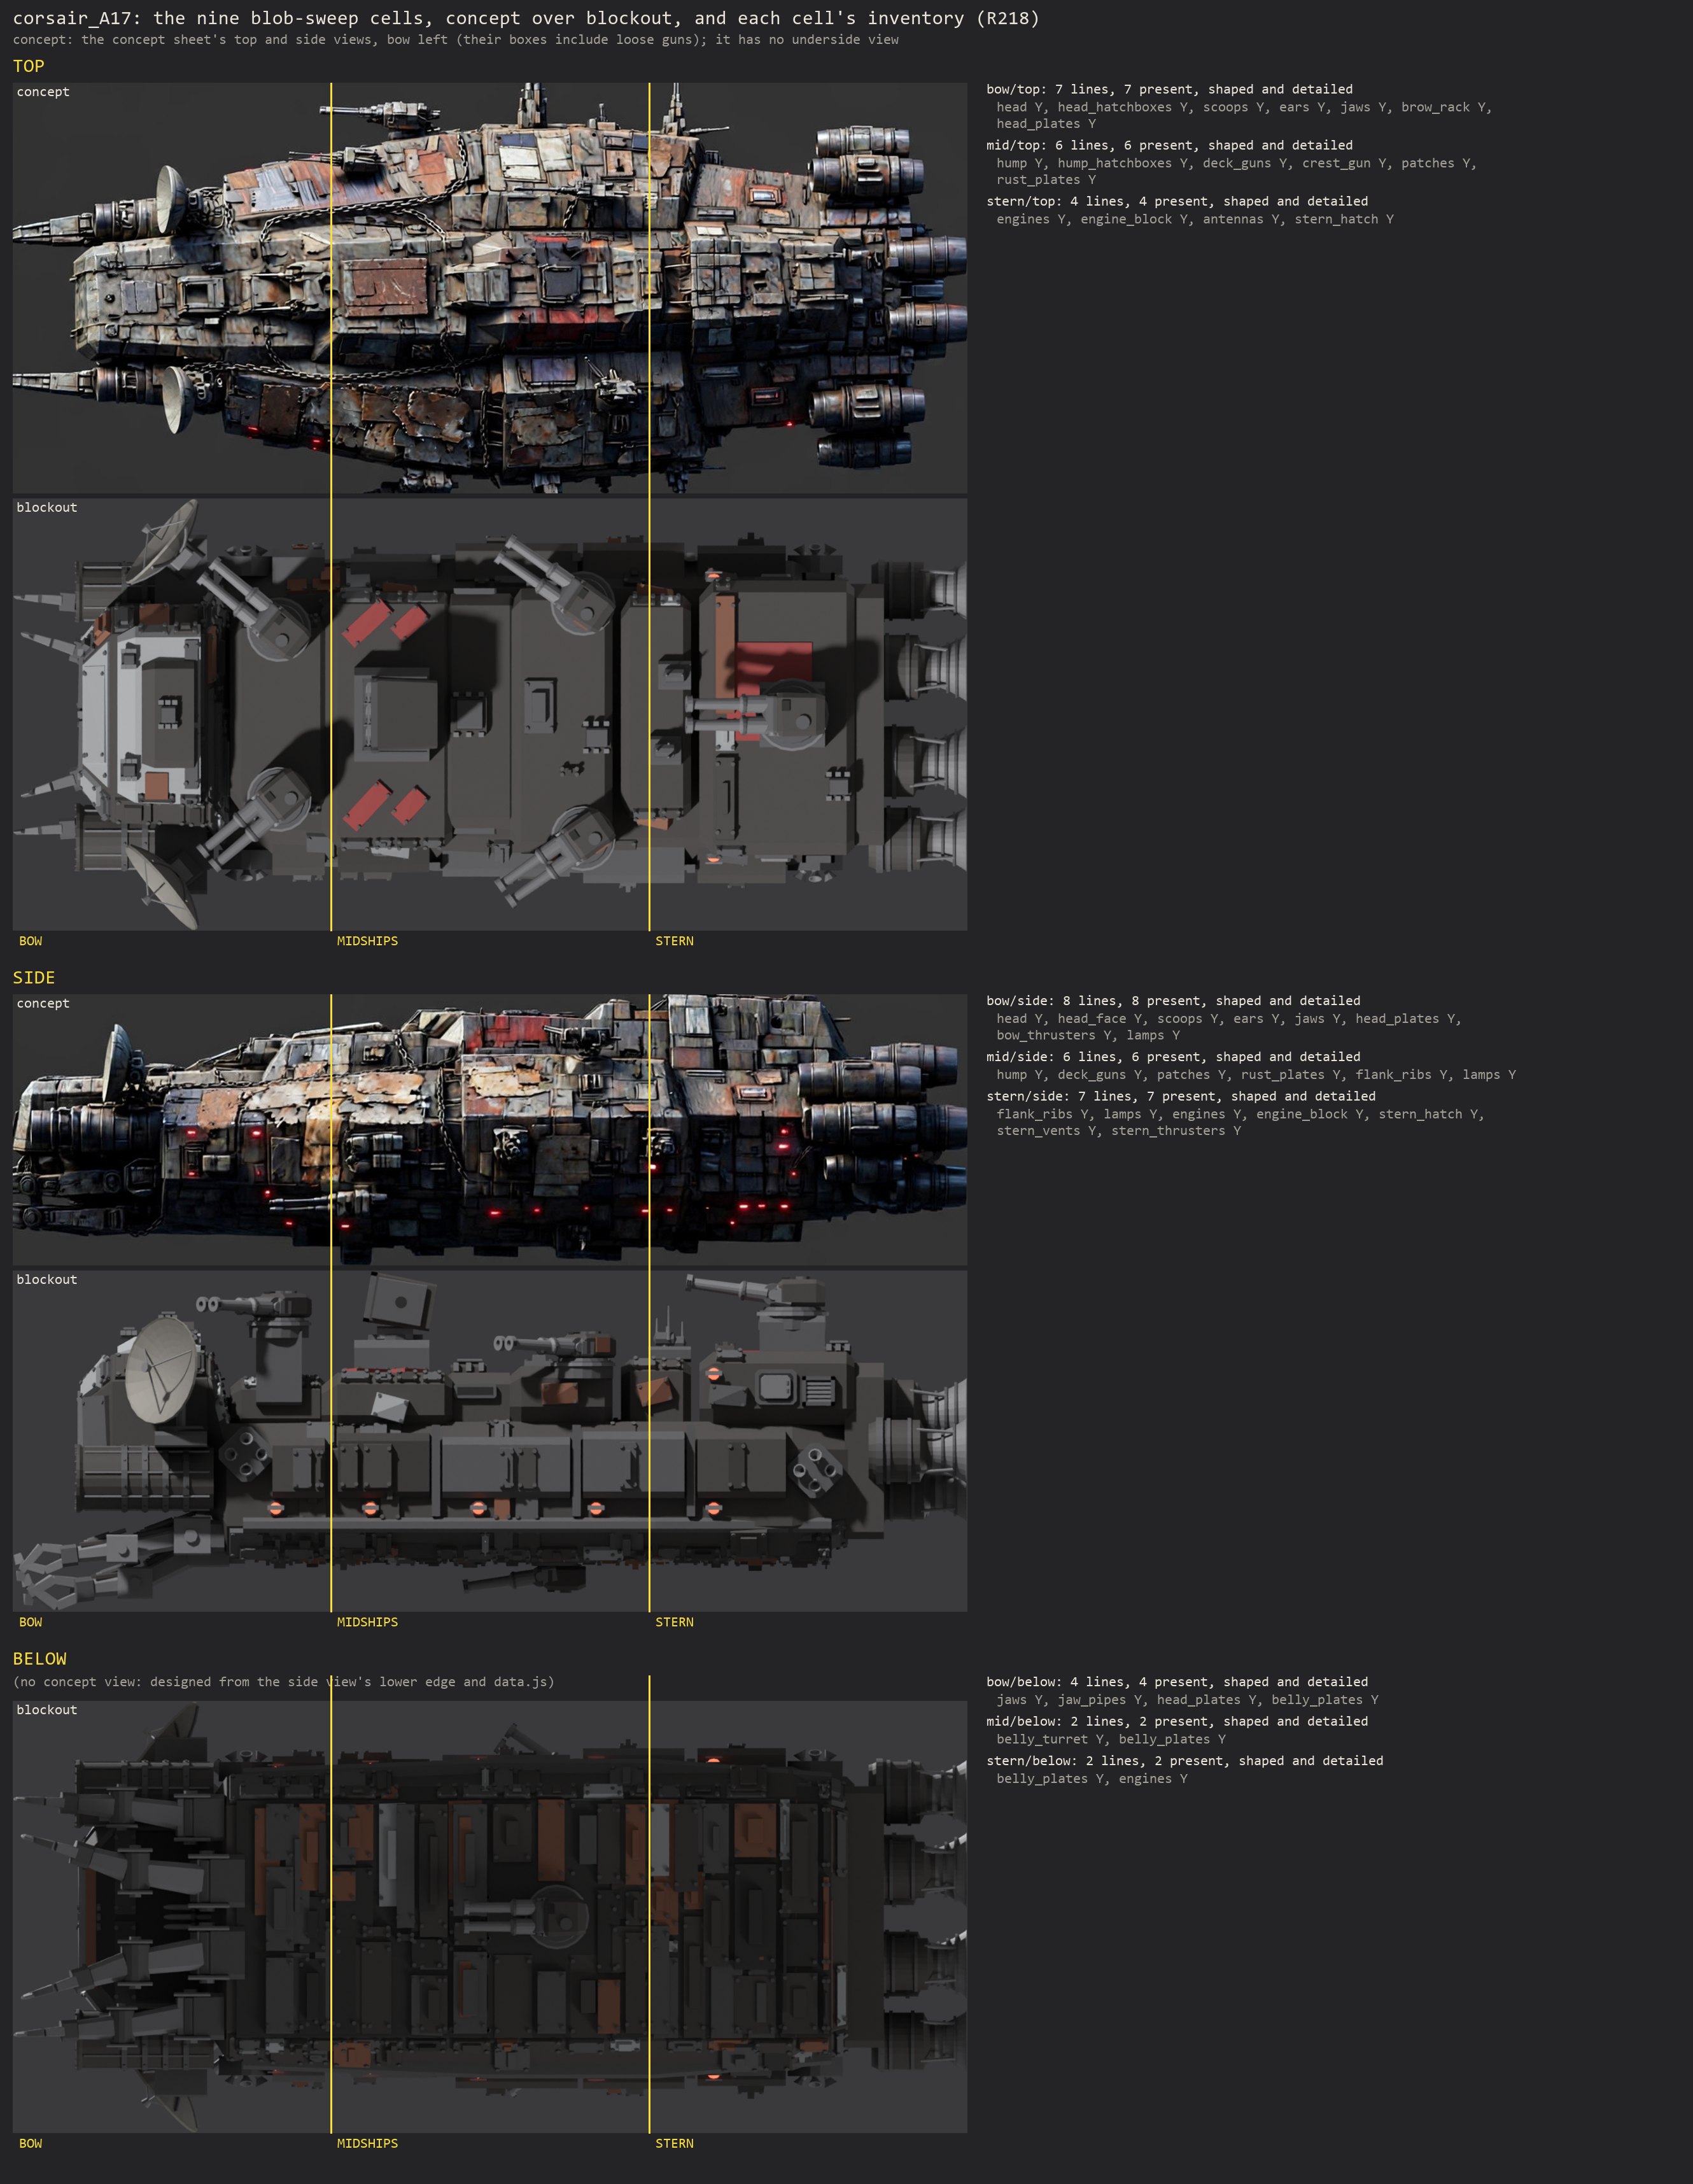 corsair_A17: the nine blob-sweep cells, concept over blockout, and each cell's inventory (R218)
concept: the concept sheet's top and side views, bow left (their boxes include loose guns); it has no underside view
TOP
concept
bow/top: 7 lines, 7 present, shaped and detailed
head Y, head_hatchboxes Y, scoops Y, ears Y, jaws Y, brow_rack Y,
head_plates Y
mid/top: 6 lines, 6 present, shaped and detailed
hump Y, hump_hatchboxes Y, deck_guns Y, crest_gun Y, patches Y,
rust_plates Y
stern/top: 4 lines, 4 present, shaped and detailed
engines Y, engine_block Y, antennas Y, stern_hatch Y
blockout
BOW
MIDSHIPS
STERN
SIDE
concept
bow/side: 8 lines, 8 present, shaped and detailed
head Y, head_face Y, scoops Y, ears Y, jaws Y, head_plates Y,
bow_thrusters Y, lamps Y
mid/side: 6 lines, 6 present, shaped and detailed
hump Y, deck_guns Y, patches Y, rust_plates Y, flank_ribs Y, lamps Y
stern/side: 7 lines, 7 present, shaped and detailed
flank_ribs Y, lamps Y, engines Y, engine_block Y, stern_hatch Y,
stern_vents Y, stern_thrusters Y
blockout
BOW
MIDSHIPS
STERN
BELOW
(no concept view: designed from the side view's lower edge and data.js)
bow/below: 4 lines, 4 present, shaped and detailed
jaws Y, jaw_pipes Y, head_plates Y, belly_plates Y
mid/below: 2 lines, 2 present, shaped and detailed
belly_turret Y, belly_plates Y
stern/below: 2 lines, 2 present, shaped and detailed
belly_plates Y, engines Y
blockout
BOW
MIDSHIPS
STERN